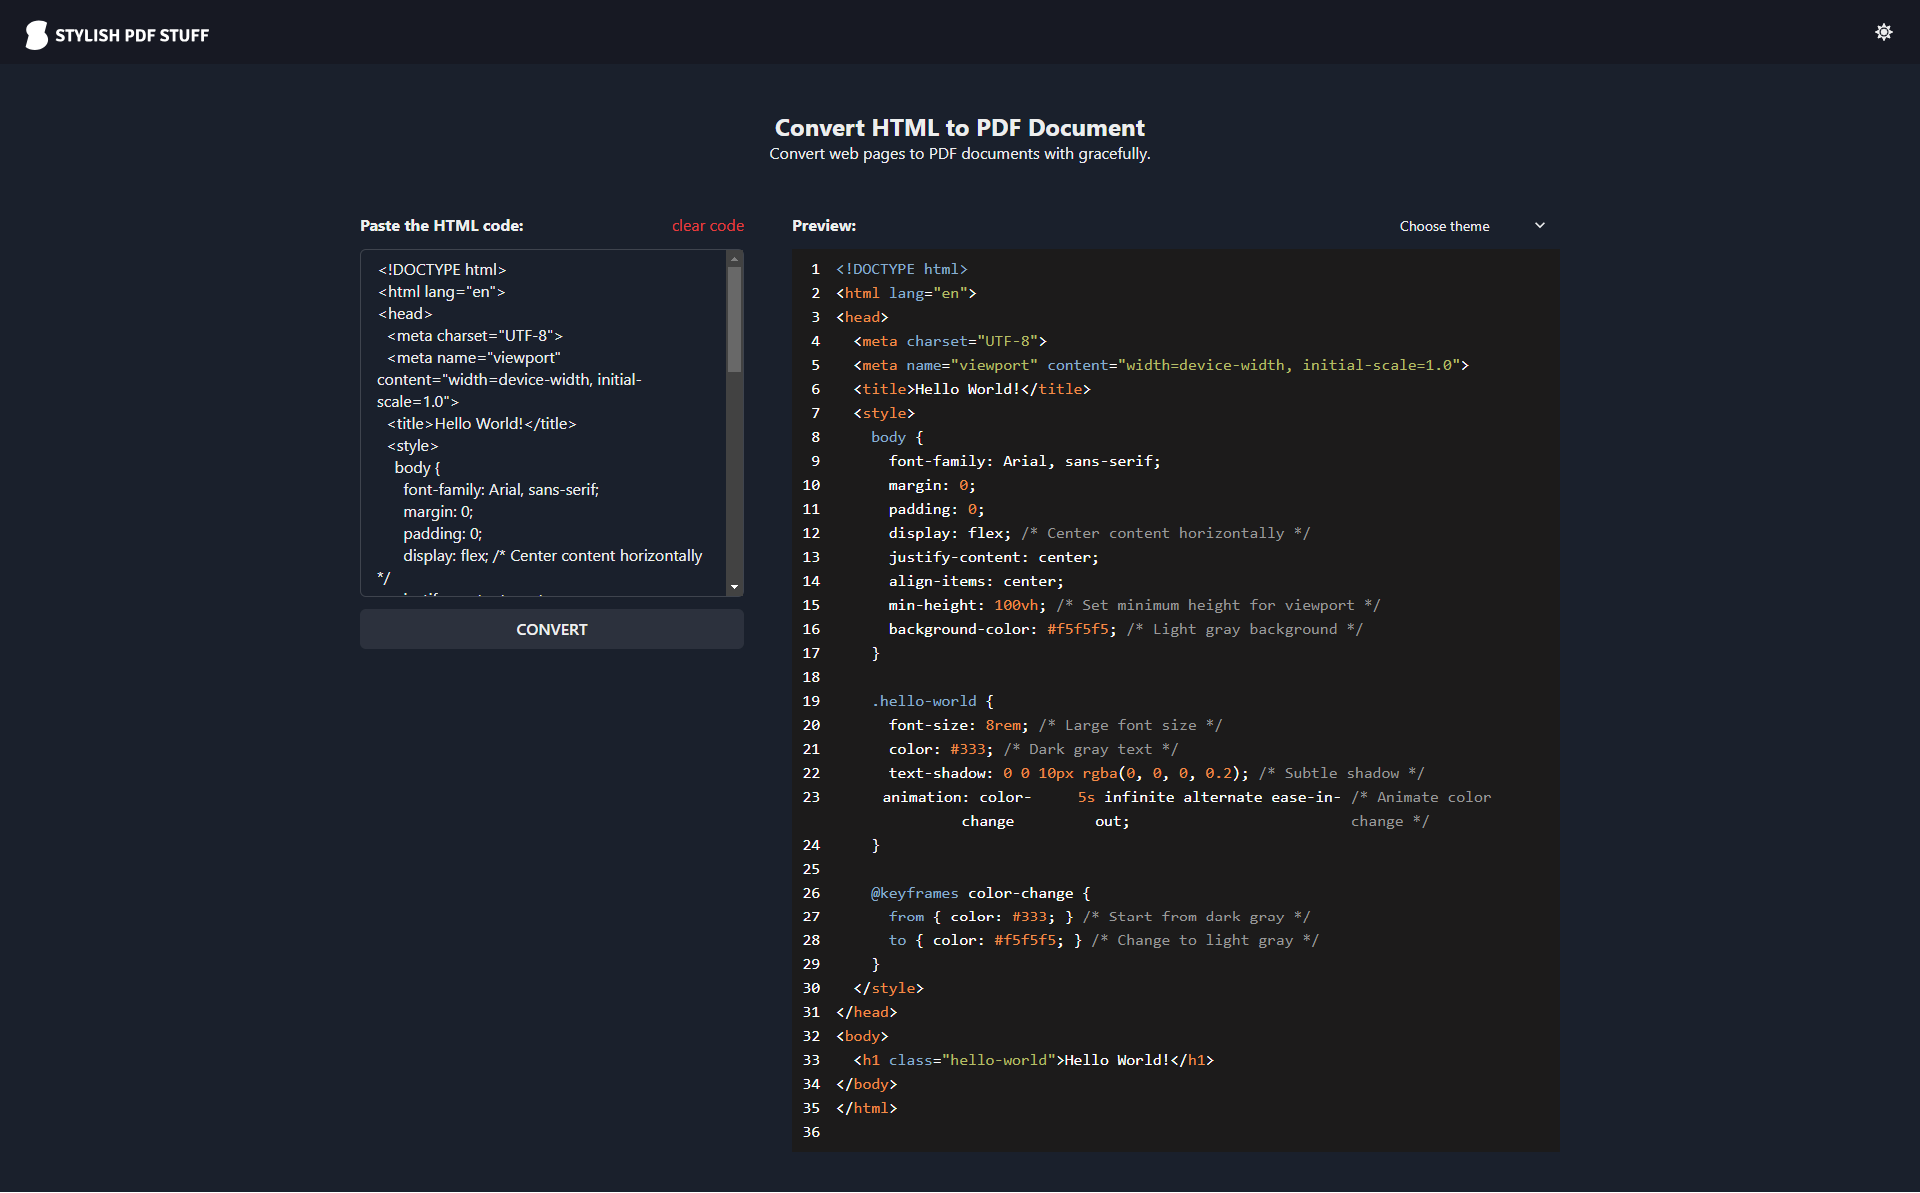 STYLISH PDF STUFF
Convert HTML to PDF Document
Convert web pages to PDF documents with gracefully.
Paste the HTML code:
clear code
<!DOCTYPE html>
<html lang="en">
<head>
<meta charset="UTF-8">
<meta name="viewport"
content="width=device-width, initial-
scale=1.0">
<title>Hello World!</title>
<style>
body {
font-family: Arial, sans-serif;
margin: 0;
padding: 0;
display: flex; /* Center content horizontally
*/
CONVERT
Preview:
Choose theme
1 <!DOCTYPE html>
2 <html lang="en">
3 <head>
4 <meta charset="UTF-8">
5 <meta name="viewport" content="width=device-width, initial-scale=1.0">
6 <title>Hello World!</title>
7 <style>
8 body {
9 font-family: Arial, sans-serif;
10 margin: 0;
11 padding: 0;
12 display: flex; /* Center content horizontally */
13 justify-content: center;
14 align-items: center;
15 min-height: 100vh; /* Set minimum height for viewport */
16 background-color: #f5f5f5; /* Light gray background */
17 }
18
19 .hello-world {
20 font-size: 8rem; /* Large font size */
21 color: #333; /* Dark gray text */
22 text-shadow: 0 0 10px rgba(0, 0, 0, 0.2); /* Subtle shadow */
23 animation: color- 5s infinite alternate ease-in- /* Animate color
change out; change */
24 }
25
26 @keyframes color-change {
27 from { color: #333; } /* Start from dark gray */
28 to { color: #f5f5f5; } /* Change to light gray */
29 }
30 </style>
31 </head>
32 <body>
33 <h1 class="hello-world">Hello World!</h1>
34 </body>
35 </html>
36